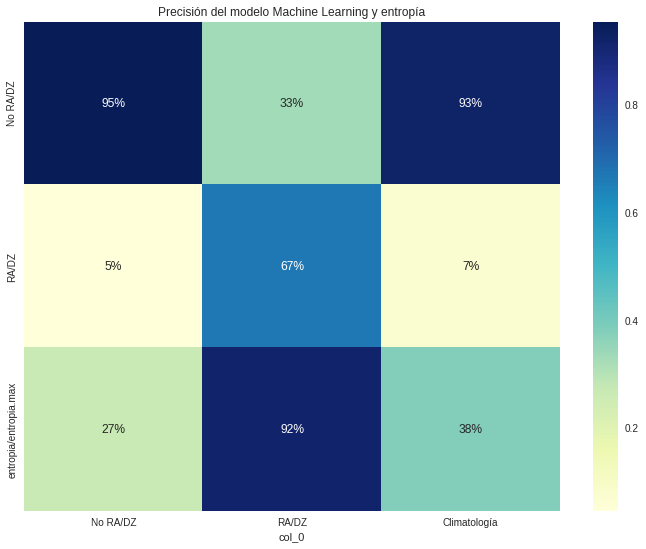 Precisión del modelo Machine Learning y entropía
No RA/DZ
95%
33%
93%
0.8
0.6
RA/DZ
5%
67%
7%
0.4
entropia/entropia.max
27%
92%
38%
0.2
No RA/DZ
RA/DZ
Climatología
col_0